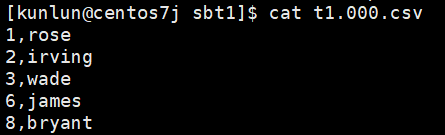 [kunlun@centos7j sbt1]$ cat t1.000.csv
1,rose
2,irving
3,wade
6,james
8,bryant